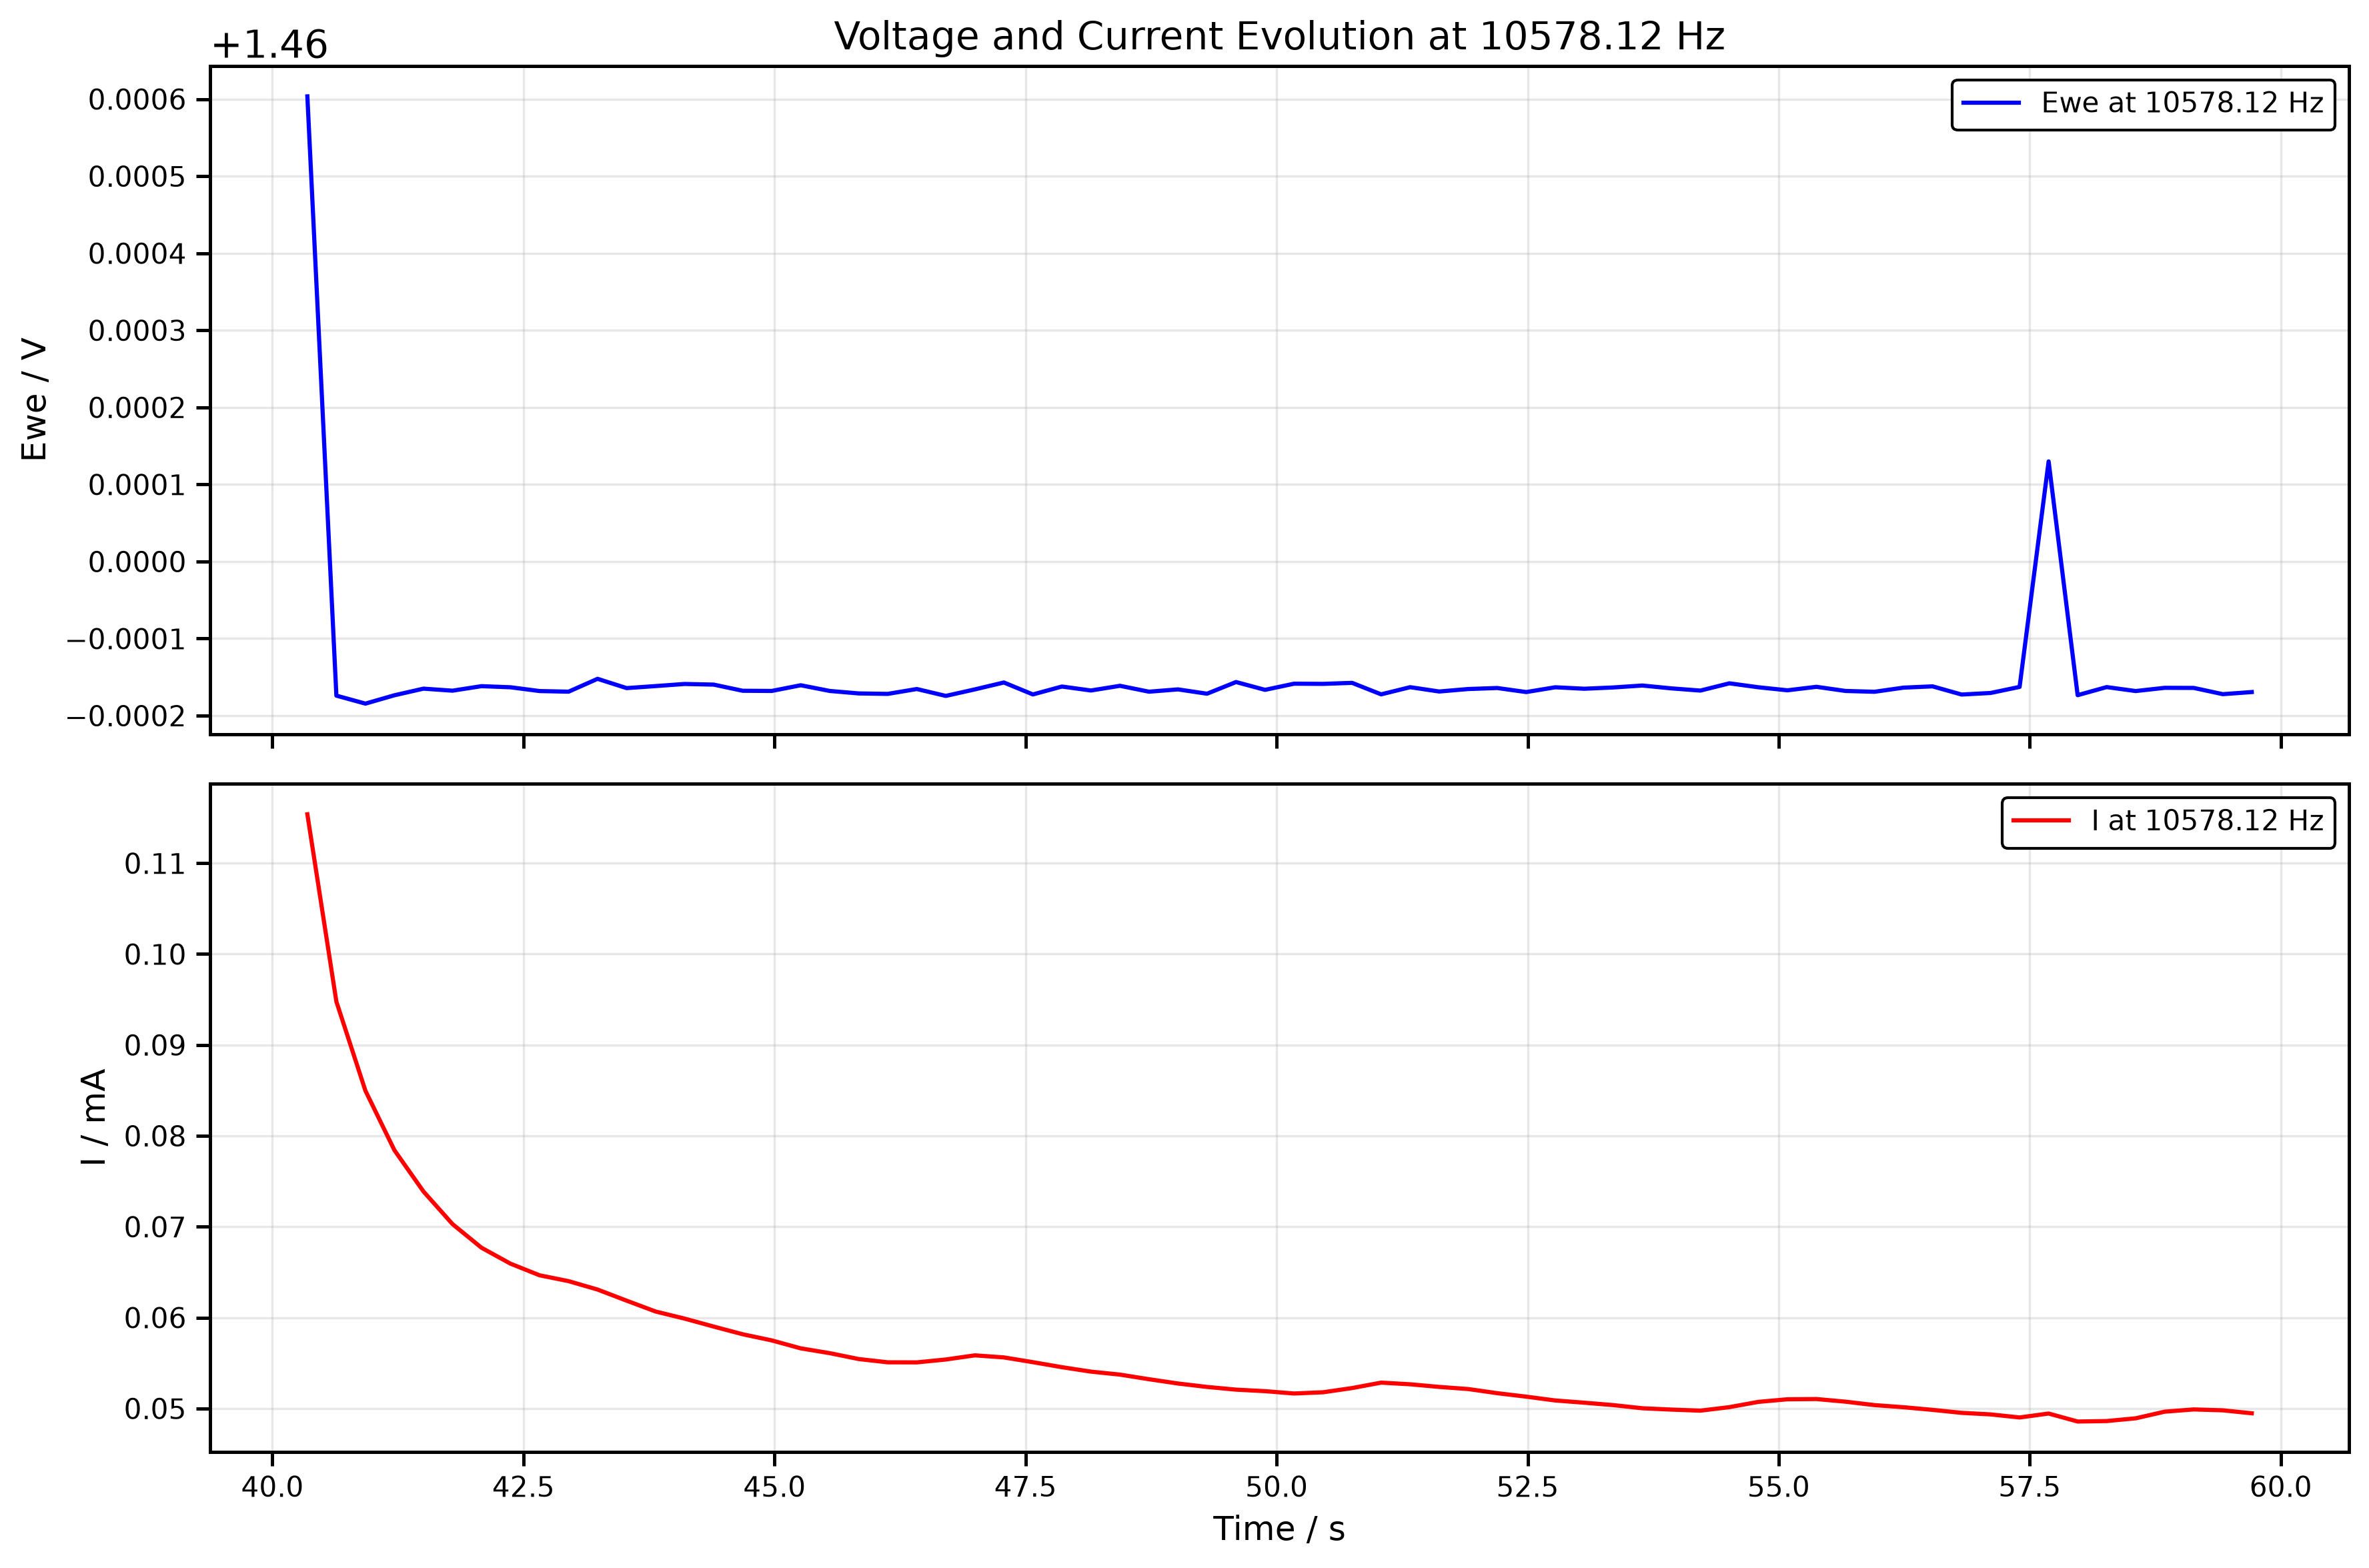 Voltage and Current Evolution at 10578.12 Hz
+1.46
Ewe at 10578.12 Hz
Ewe / V
0.0006
0.0005
0.0004
0.0003
0.0002
0.0001
0.0000
−0.0001
−0.0002
I at 10578.12 Hz
I / mA
0.11
0.10
0.09
0.08
0.07
0.06
0.05
40.0 42.5 45.0 47.5 50.0 52.5 55.0 57.5 60.0
Time / s